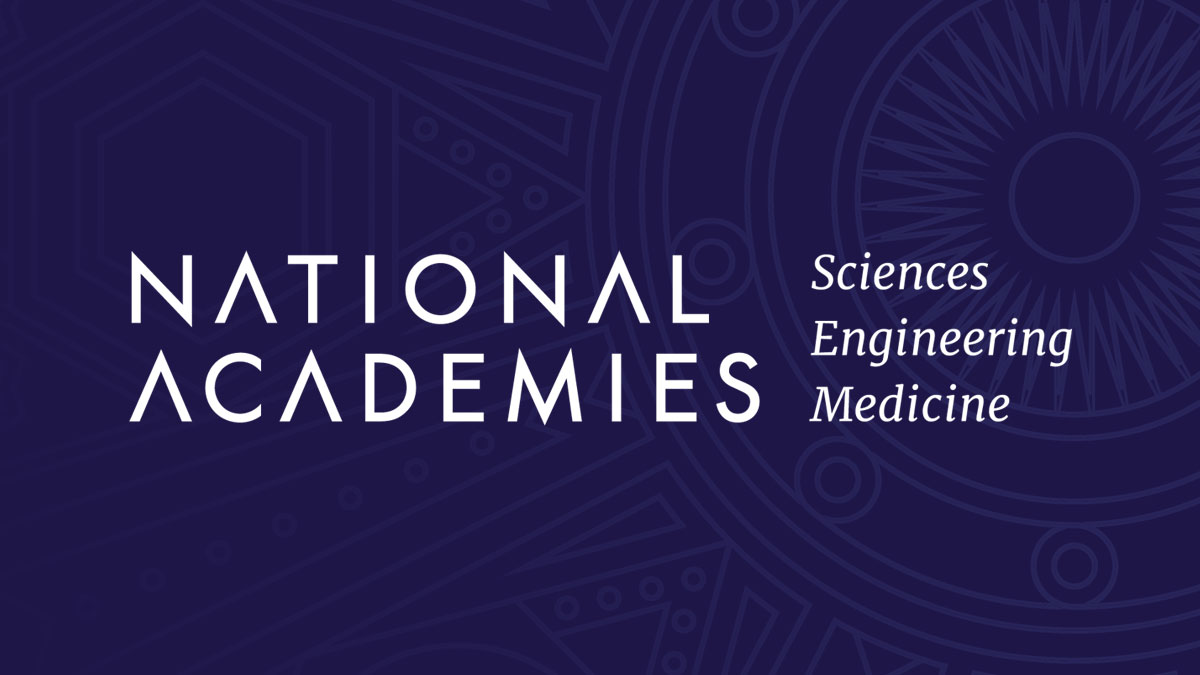 NATIONAL
ACADEMIES
Sciences
Engineering
Medicine